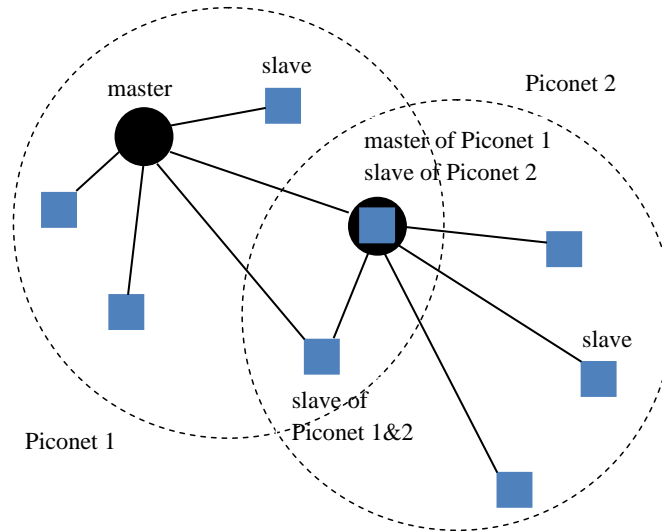 slave
master
Piconet 2
master of Piconet 1
slave of Piconet 2
slave
slave of
Piconet 1&2
Piconet 1